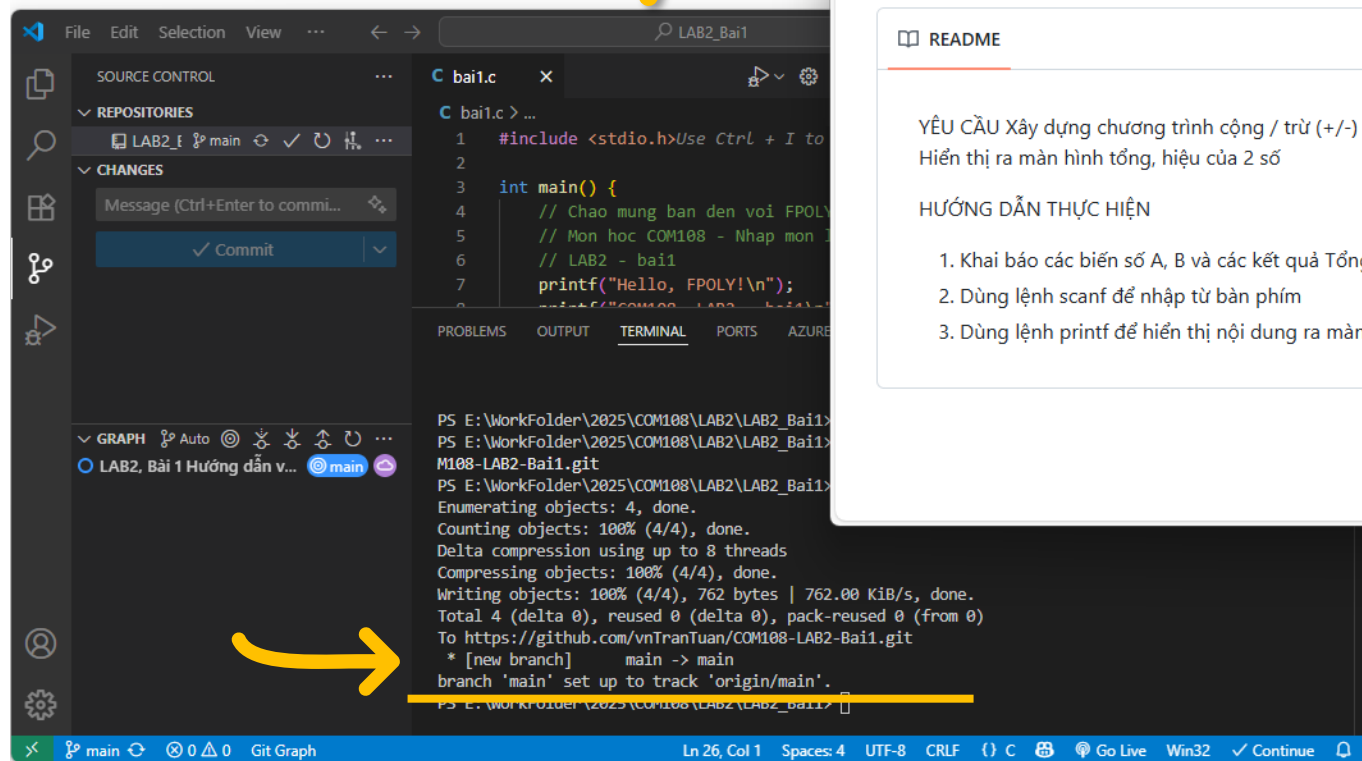 File Edit Selection View ··· ← → LAB2_Bai1
SOURCE CONTROL ···
REPOSITORIES
LAB2_E main ···
CHANGES
Message (Ctrl+Enter to commi...
Commit
GRAPH Auto ···
LAB2, Bài 1 Hướng dẫn v... main
C bai1.c ×
C bai1.c > ...
1 #include <stdio.h>Use Ctrl + I to
2
3 int main() {
4 // Chao mung ban den voi FPOLY
5 // Mon hoc COM108 - Nhap mon
6 // LAB2 - bai1
7 printf("Hello, FPOLY!\n");
PROBLEMS OUTPUT TERMINAL PORTS AZURE
PS E:\WorkFolder\2025\COM108\LAB2\LAB2_Bai1>
PS E:\WorkFolder\2025\COM108\LAB2\LAB2_Bai1>
M108-LAB2-Bai1.git
PS E:\WorkFolder\2025\COM108\LAB2\LAB2_Bai1>
Enumerating objects: 4, done.
Counting objects: 100% (4/4), done.
Delta compression using up to 8 threads
Compressing objects: 100% (4/4), done.
Writing objects: 100% (4/4), 762 bytes | 762.00 KiB/s, done.
Total 4 (delta 0), reused 0 (delta 0), pack-reused 0 (from 0)
To https://github.com/vnTranTuan/COM108-LAB2-Bai1.git
* [new branch] main -> main
branch 'main' set up to track 'origin/main'.
PS E:\WorkFolder\2025\COM108\LAB2\LAB2_Bai1>
README
YÊU CẦU Xây dựng chương trình cộng / trừ (+/-)
Hiển thị ra màn hình tổng, hiệu của 2 số
HƯỚNG DẪN THỰC HIỆN
1. Khai báo các biến số A, B và các kết quả Tổng
2. Dùng lệnh scanf để nhập từ bàn phím
3. Dùng lệnh printf để hiển thị nội dung ra màn
main 0 0 Git Graph Ln 26, Col 1 Spaces: 4 UTF-8 CRLF {} C Go Live Win32 Continue